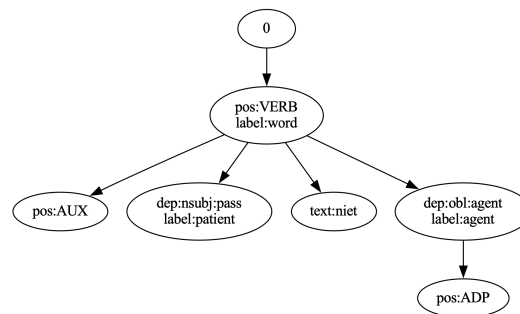 0
pos:VERB
label:word
pos:AUX
dep:nsubj:pass
label:patient
text:niet
dep:obl:agent
label:agent
pos:ADP